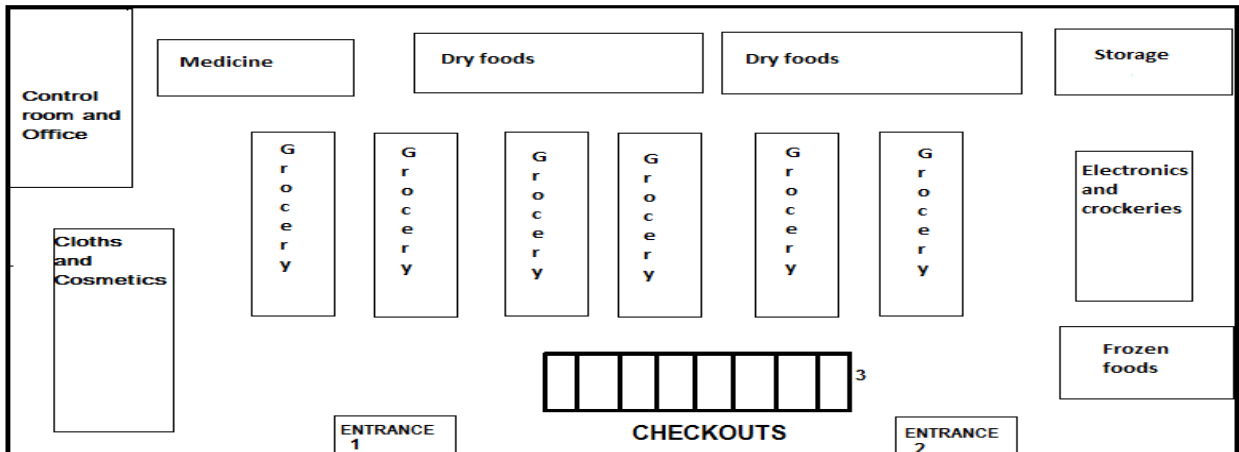 Medicine
Dry foods
Dry foods
Storage
Control
room and
Office
G
r
o
c
e
r
y
G
r
o
c
e
r
y
G
r
o
c
e
r
y
G
r
o
c
e
r
y
G
r
o
c
e
r
y
G
r
o
c
e
r
y
Electronics
and
crockeries
Cloths
and
Cosmetics
Frozen
foods
3
CHECKOUTS
ENTRANCE
1
ENTRANCE
2